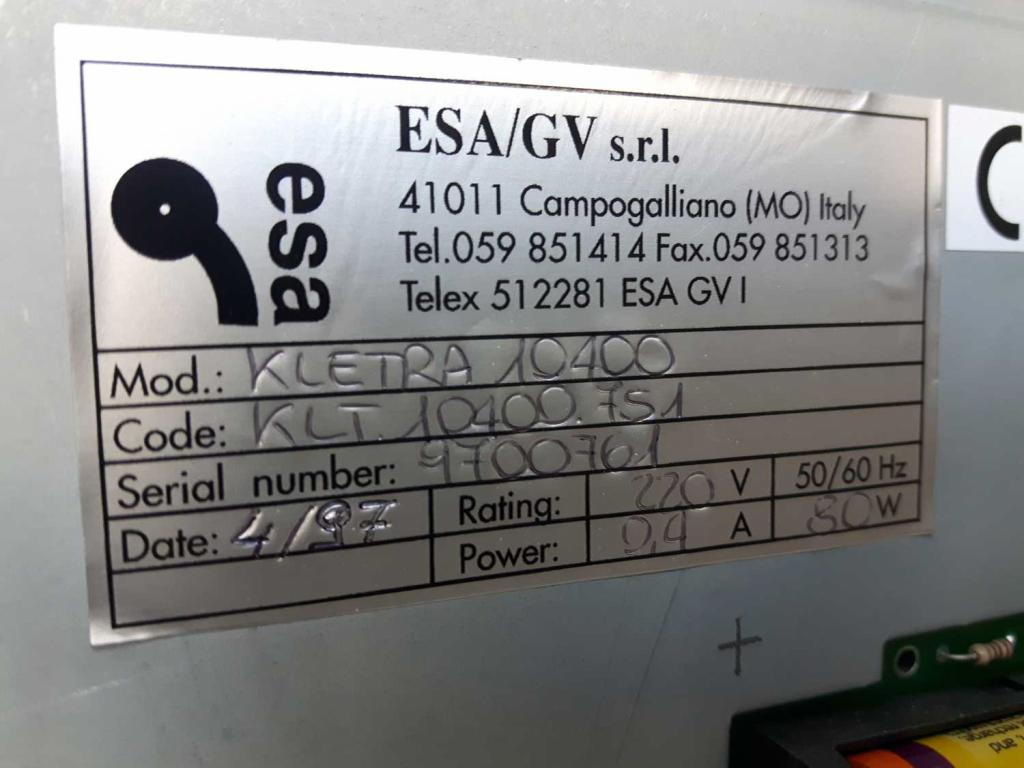 esa
ESA/GV s.r.l.
41011 Campogalliano (MO) Italy
Tel.059 851414 Fax.059 851313
Telex 512281 ESA GV I
Mod.: KLETRA 10400
Code: KLT.10400.751
Serial number: 9700761
Date: 4/97
Rating: 220 V 50/60 Hz
Power: 0,4 A 80 W
and
recharge